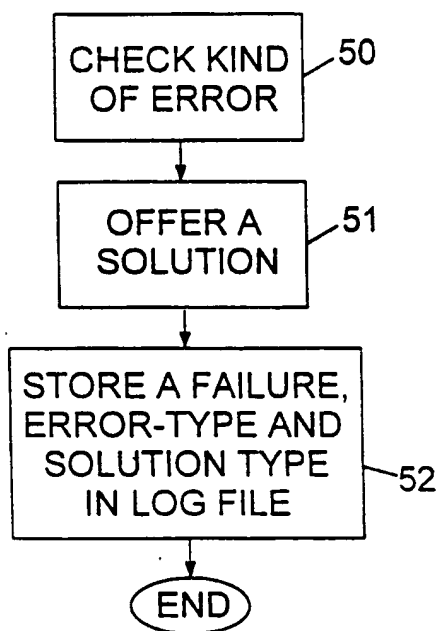 CHECK KIND
OF ERROR
50
OFFER A
SOLUTION
51
STORE A FAILURE,
ERROR-TYPE AND
SOLUTION TYPE
IN LOG FILE
52
END